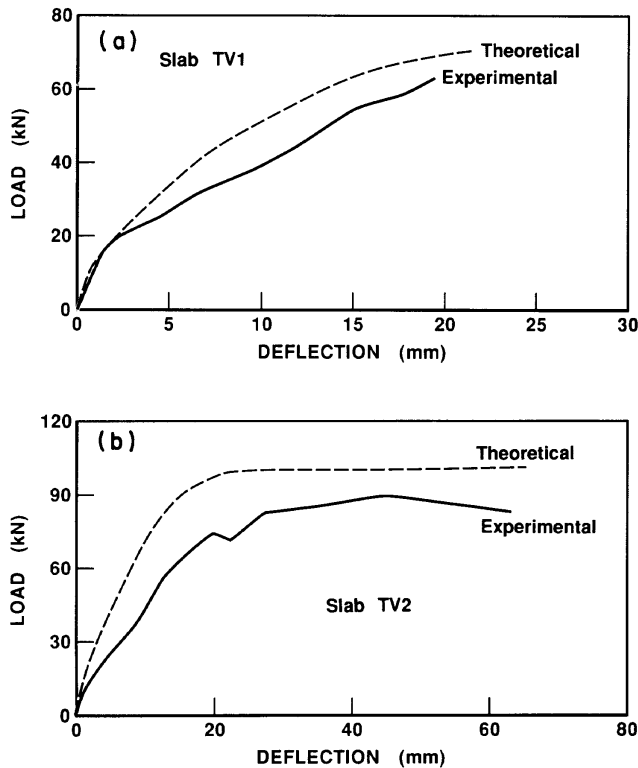 80
(a)
Slab TV1
Theoretical
Experimental
60
40
20
0
LOAD (kN)
0 5 10 15 20 25 30
DEFLECTION (mm)
120
(b)
Theoretical
90
Experimental
60
Slab TV2
30
0
LOAD (kN)
0 20 40 60 80
DEFLECTION (mm)